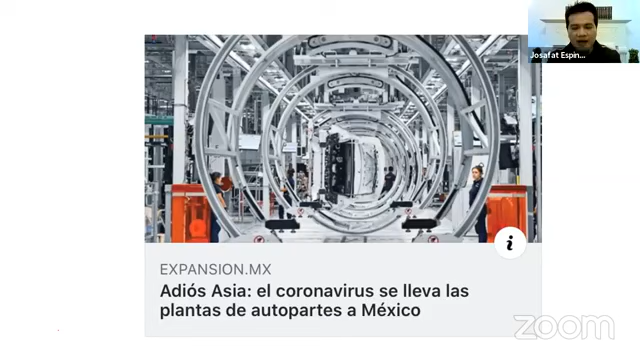 Josafat Espin...
i
EXPANSION.MX
Adiós Asia: el coronavirus se lleva las
plantas de autopartes a México
zoom